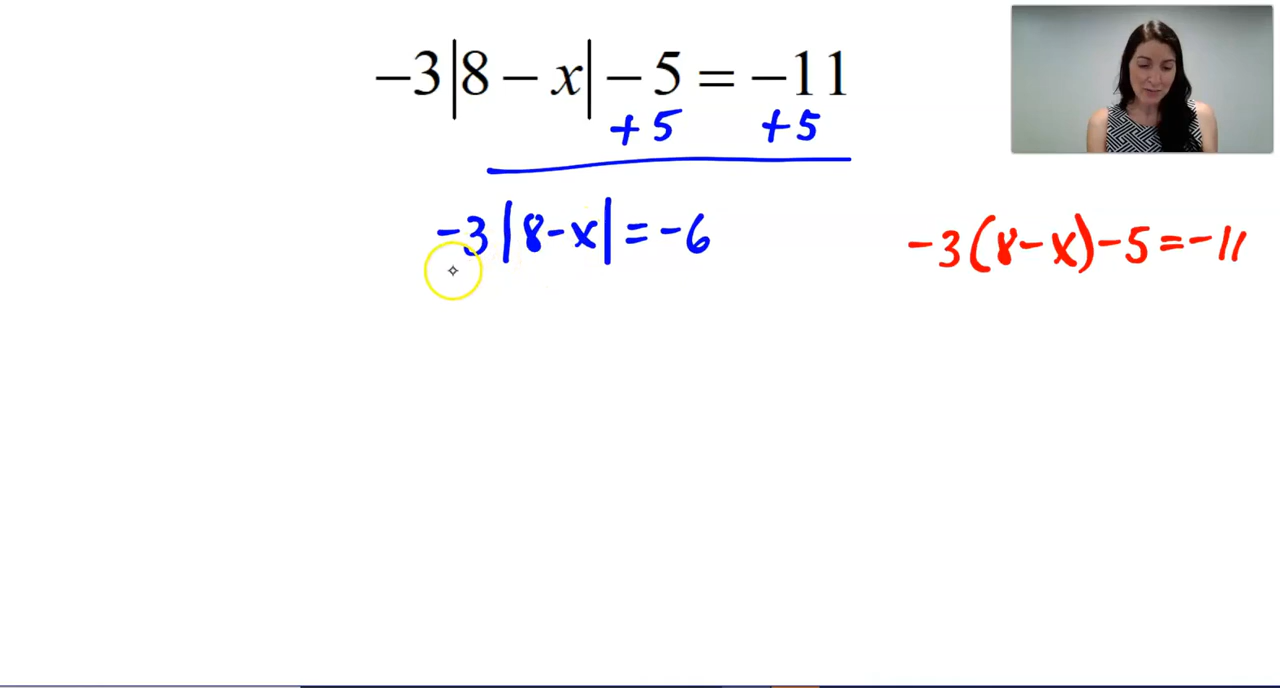 −3|8 − x| − 5 = −11
+5 +5
-3|8-x|=-6
-3(8-x)-5=-11